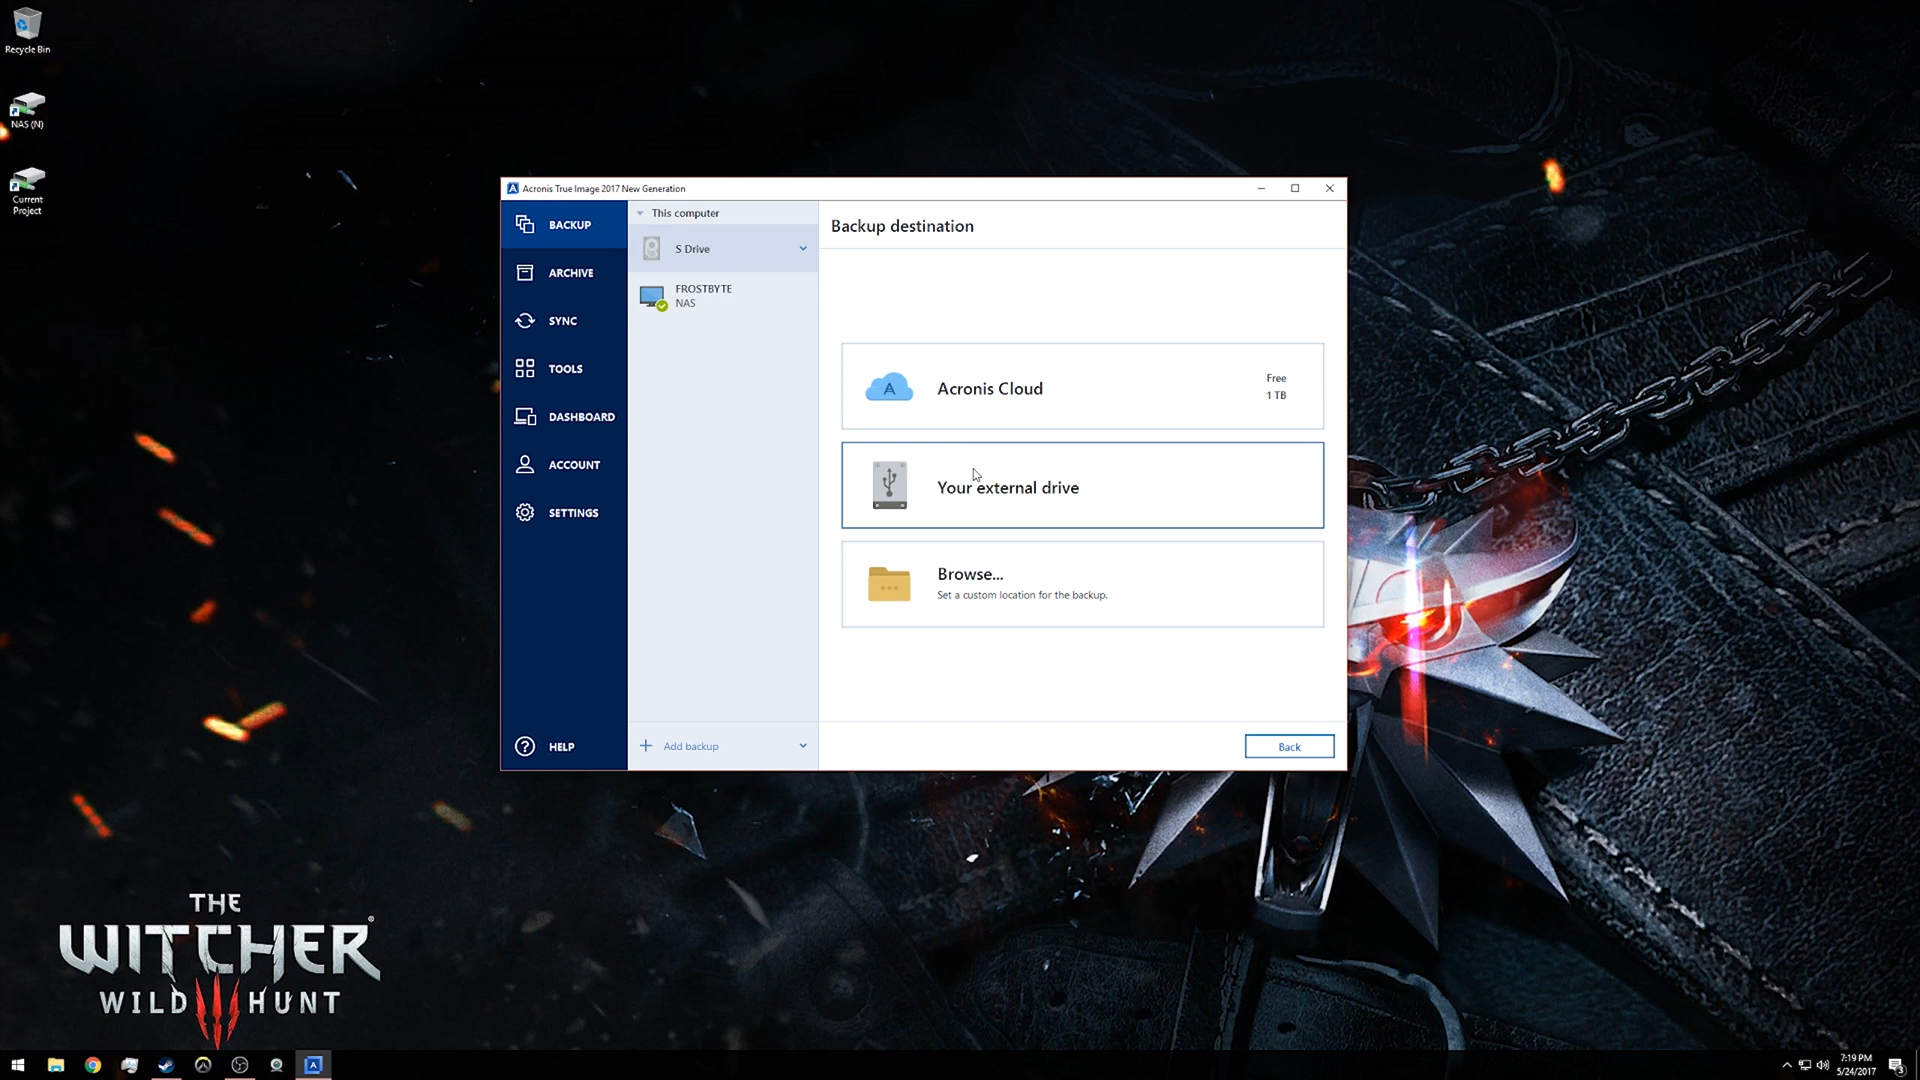 Recycle Bin
NAS (N)
Current
Project
Acronis True Image 2017 New Generation
BACKUP
ARCHIVE
SYNC
TOOLS
DASHBOARD
ACCOUNT
SETTINGS
HELP
This computer
S Drive
FROSTBYTE
NAS
Add backup
Backup destination
A
Acronis Cloud
Free
1 TB
Your external drive
Browse...
Set a custom location for the backup.
Back
THE
WITCHER®
WILD HUNT
7:19 PM
5/24/2017
3